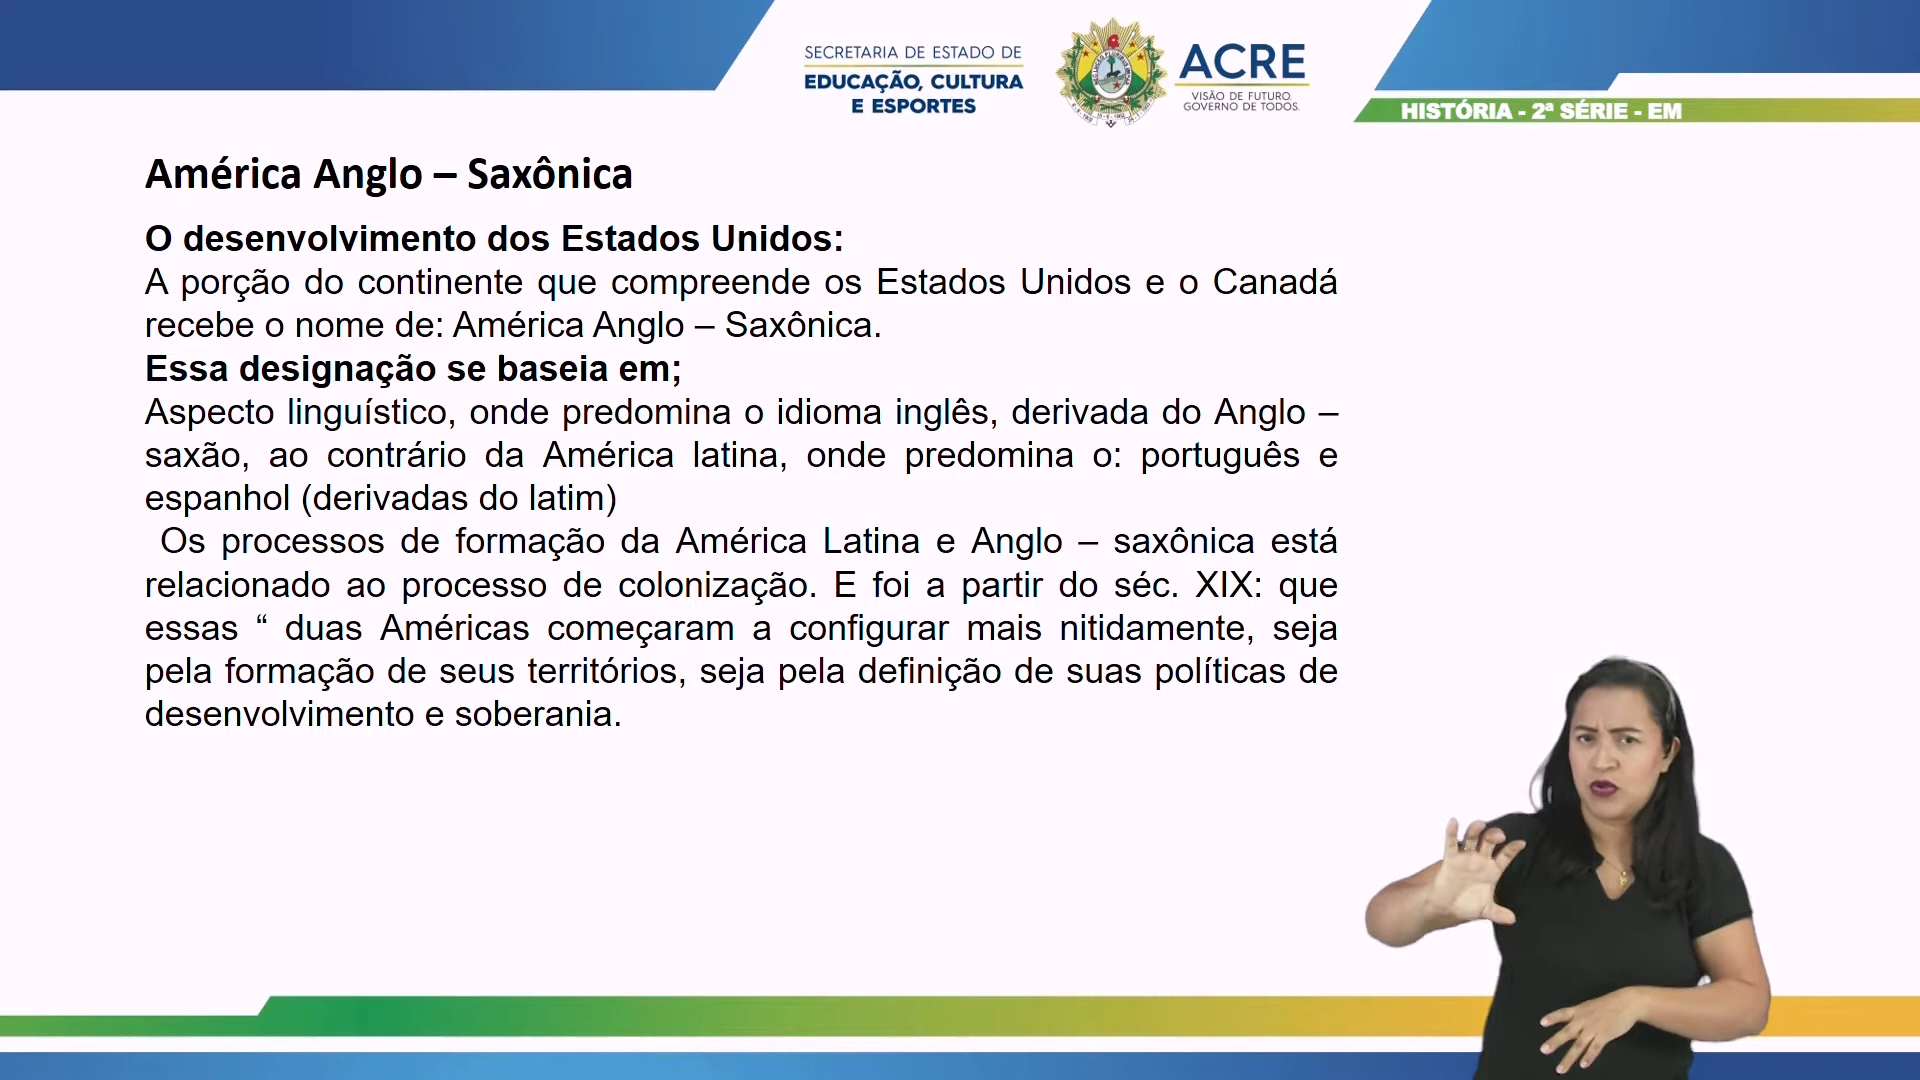 SECRETARIA DE ESTADO DE
EDUCAÇÃO, CULTURA
E ESPORTES
ACRE
VISÃO DE FUTURO.
GOVERNO DE TODOS.
HISTÓRIA - 2ª SÉRIE - EM
América Anglo – Saxônica
O desenvolvimento dos Estados Unidos:
A porção do continente que compreende os Estados Unidos e o Canadá
recebe o nome de: América Anglo – Saxônica.
Essa designação se baseia em;
Aspecto linguístico, onde predomina o idioma inglês, derivada do Anglo –
saxão, ao contrário da América latina, onde predomina o: português e
espanhol (derivadas do latim)
Os processos de formação da América Latina e Anglo – saxônica está
relacionado ao processo de colonização. E foi a partir do séc. XIX: que
essas “ duas Américas começaram a configurar mais nitidamente, seja
pela formação de seus territórios, seja pela definição de suas políticas de
desenvolvimento e soberania.